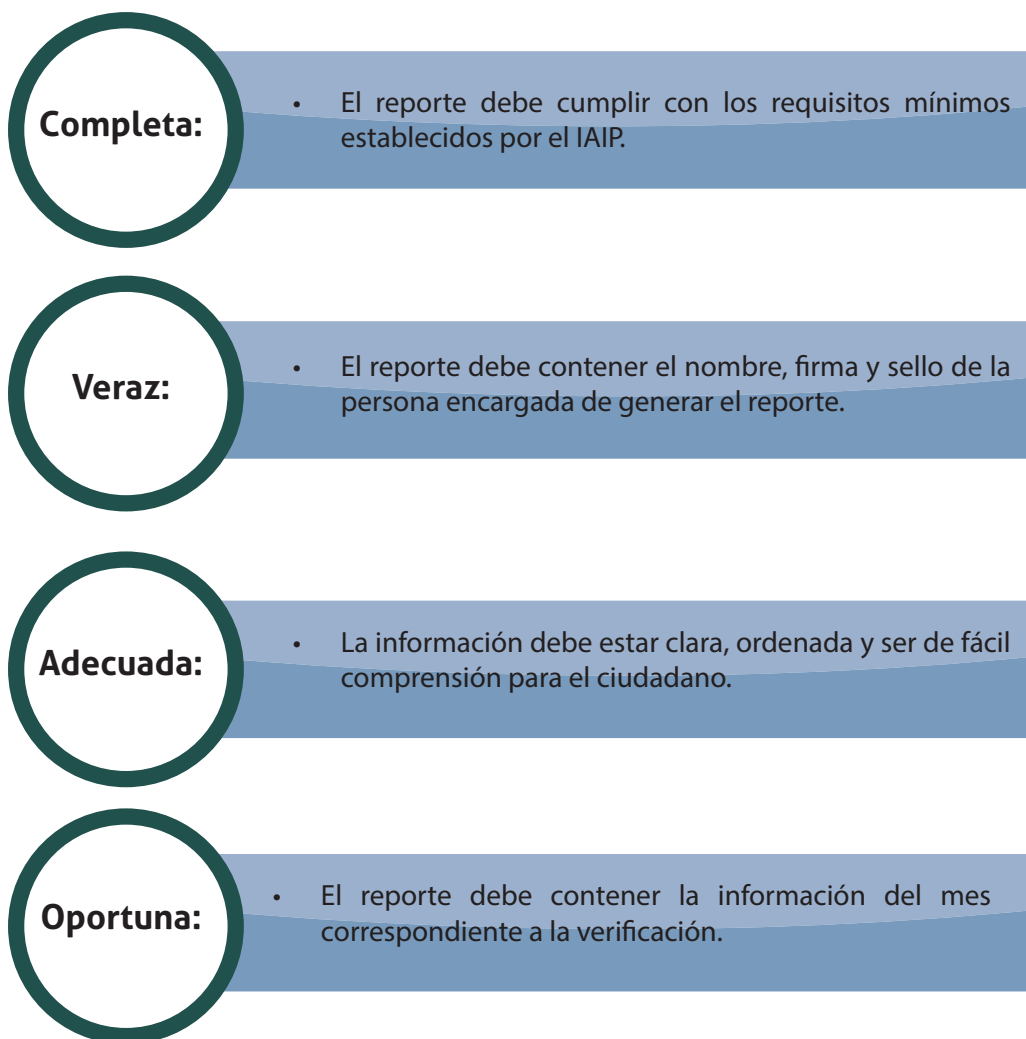 Completa:
• El reporte debe cumplir con los requisitos mínimos
establecidos por el IAIP.
Veraz:
• El reporte debe contener el nombre, firma y sello de la
persona encargada de generar el reporte.
Adecuada:
• La información debe estar clara, ordenada y ser de fácil
comprensión para el ciudadano.
Oportuna:
• El reporte debe contener la información del mes
correspondiente a la verificación.